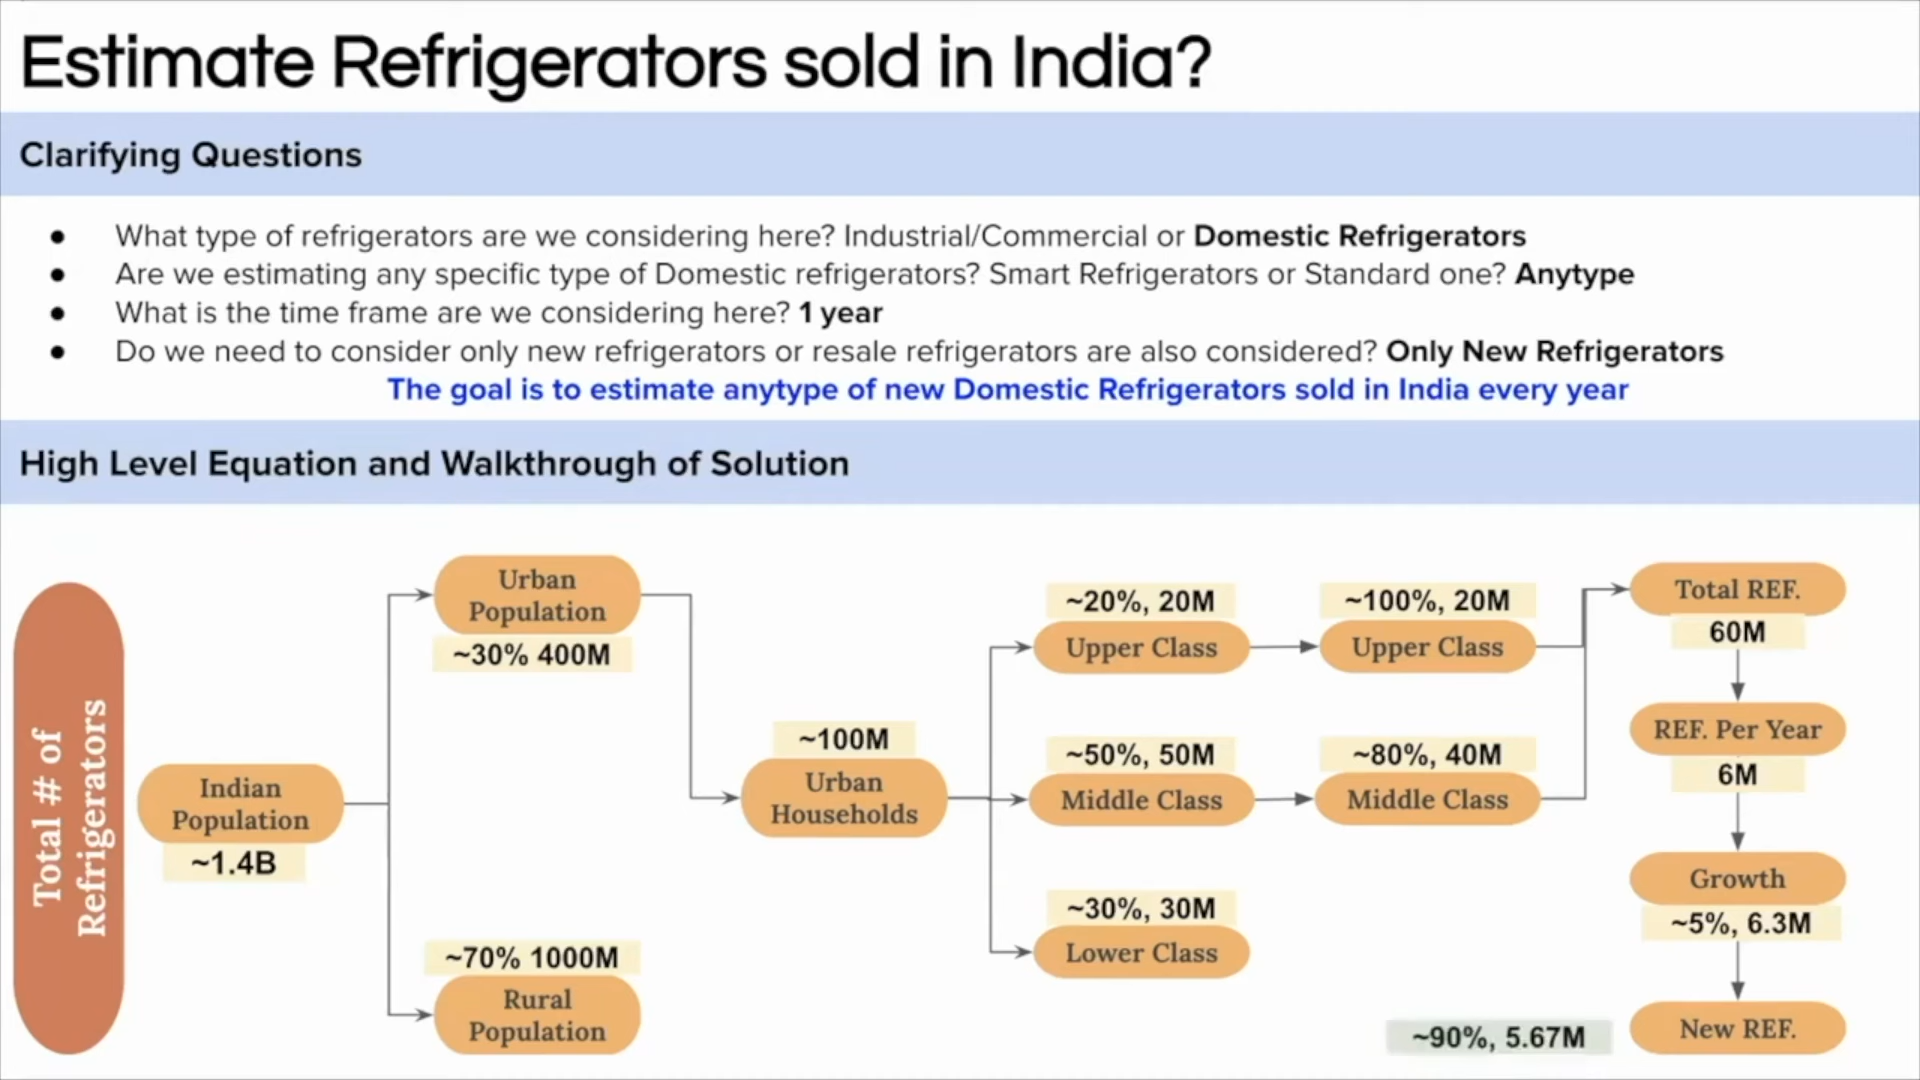 Estimate Refrigerators sold in India?
Clarifying Questions
● What type of refrigerators are we considering here? Industrial/Commercial or Domestic Refrigerators
● Are we estimating any specific type of Domestic refrigerators? Smart Refrigerators or Standard one? Anytype
● What is the time frame are we considering here? 1 year
● Do we need to consider only new refrigerators or resale refrigerators are also considered? Only New Refrigerators
The goal is to estimate anytype of new Domestic Refrigerators sold in India every year
High Level Equation and Walkthrough of Solution
Total # of
Refrigerators
Indian
Population
~1.4B
Urban
Population
~30% 400M
~70% 1000M
Rural
Population
~100M
Urban
Households
~20%, 20M
Upper Class
~50%, 50M
Middle Class
~30%, 30M
Lower Class
~100%, 20M
Upper Class
~80%, 40M
Middle Class
Total REF.
60M
REF. Per Year
6M
Growth
~5%, 6.3M
New REF.
~90%, 5.67M